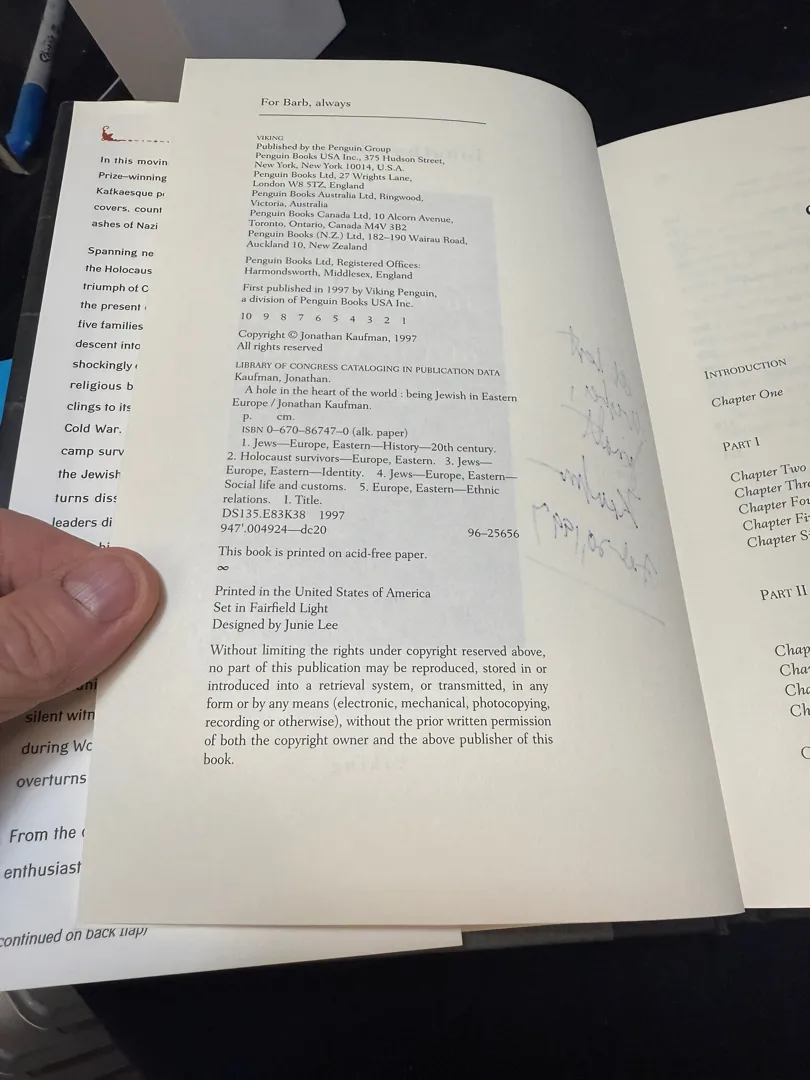 In this movin
Prize-winning
Kafkaesque
covers, count
ashes of Nazi
Spanning ne
the Holocaus
triumph of C
the present
five families
descent into
shockingly
religious b
clings to its
Cold War.
camp surv
the Jewish
turns diss
leaders di
silent witn
during Wo
overturns
From the
enthusiast
continued on back flap)
For Barb, always
VIKING
Published by the Penguin Group
Penguin Books USA Inc., 375 Hudson Street,
New York, New York 10014, U.S.A.
Penguin Books Ltd, 27 Wrights Lane,
London W8 5TZ, England
Penguin Books Australia Ltd, Ringwood,
Victoria, Australia
Penguin Books Canada Ltd, 10 Alcorn Avenue,
Toronto, Ontario, Canada M4V 3B2
Penguin Books (N.Z.) Ltd, 182–190 Wairau Road,
Auckland 10, New Zealand
Penguin Books Ltd, Registered Offices:
Harmondsworth, Middlesex, England
First published in 1997 by Viking Penguin,
a division of Penguin Books USA Inc.
10 9 8 7 6 5 4 3 2 1
Copyright © Jonathan Kaufman, 1997
All rights reserved
LIBRARY OF CONGRESS CATALOGING IN PUBLICATION DATA
Kaufman, Jonathan.
A hole in the heart of the world : being Jewish in Eastern
Europe / Jonathan Kaufman.
p. cm.
ISBN 0-670-86747-0 (alk. paper)
1. Jews—Europe, Eastern—History—20th century.
2. Holocaust survivors—Europe, Eastern. 3. Jews—
Europe, Eastern—Identity. 4. Jews—Europe, Eastern—
Social life and customs. 5. Europe, Eastern—Ethnic
relations. I. Title.
DS135.E83K38 1997
947'.004924—dc20 96-25656
This book is printed on acid-free paper.
∞
Printed in the United States of America
Set in Fairfield Light
Designed by Junie Lee
Without limiting the rights under copyright reserved above,
no part of this publication may be reproduced, stored in or
introduced into a retrieval system, or transmitted, in any
form or by any means (electronic, mechanical, photocopying,
recording or otherwise), without the prior written permission
of both the copyright owner and the above publisher of this
book.
INTRODUCTION
Chapter One
PART I
Chapter Two
Chapter Thre
Chapter Fou
Chapter Fi
Chapter S
PART II
Chap
Cha
Cha
Ch
C